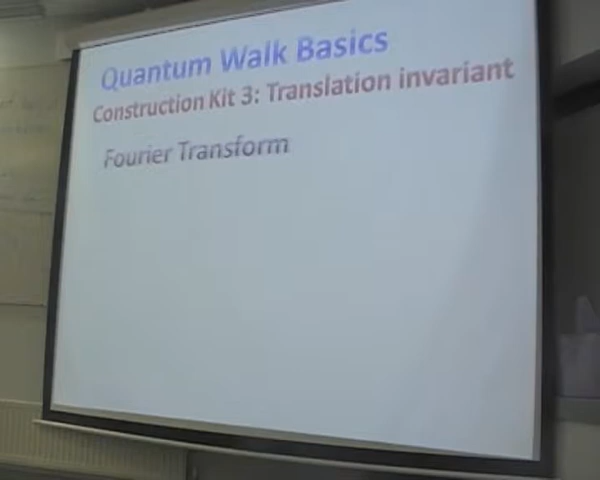 Quantum Walk Basics
Construction Kit 3: Translation invariant
Fourier Transform